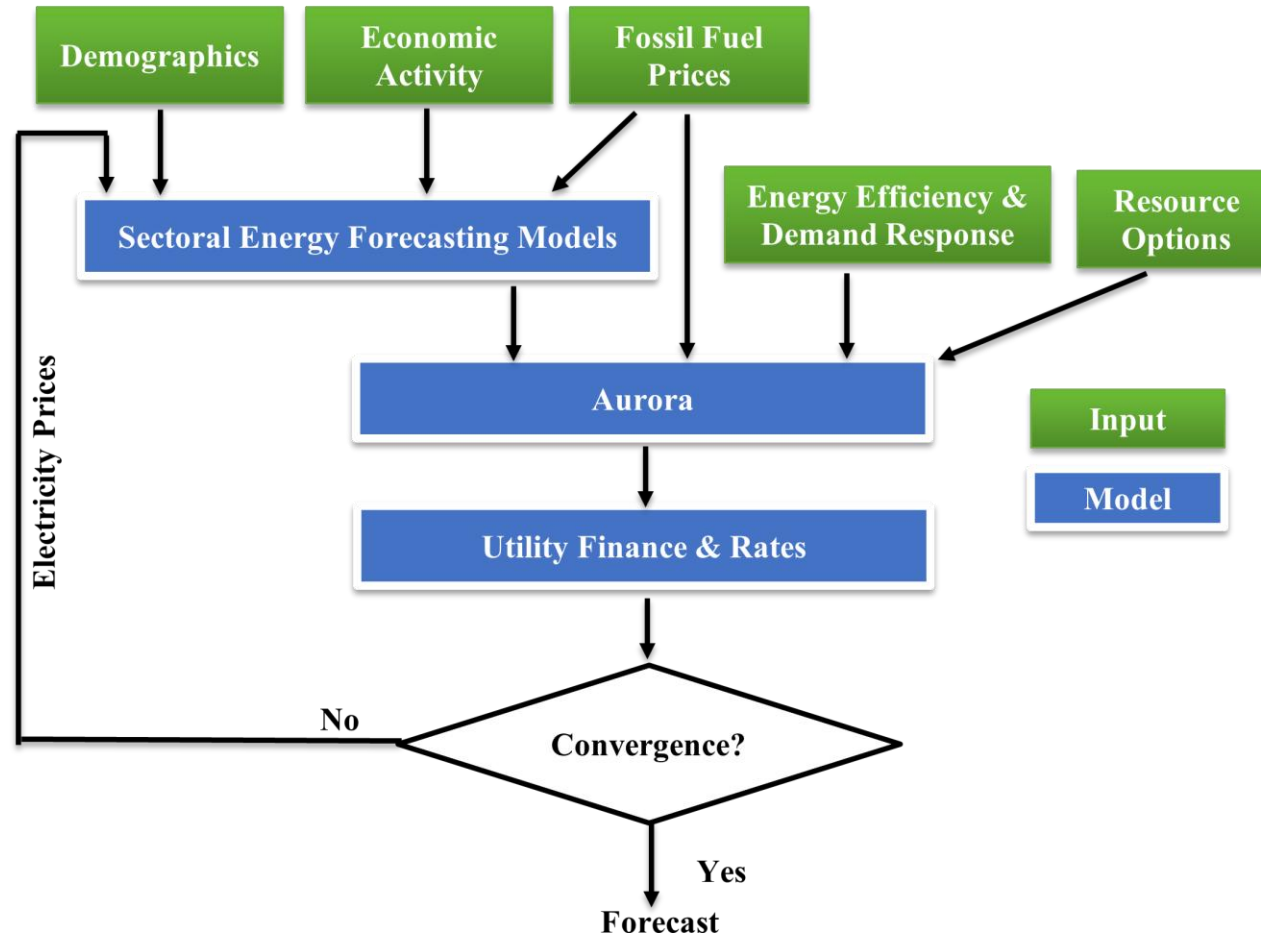 Demographics
Economic
Activity
Fossil Fuel
Prices
Energy Efficiency &
Demand Response
Resource
Options
Sectoral Energy Forecasting Models
Electricity Prices
Aurora
Input
Model
Utility Finance & Rates
No
Convergence?
Yes
Forecast